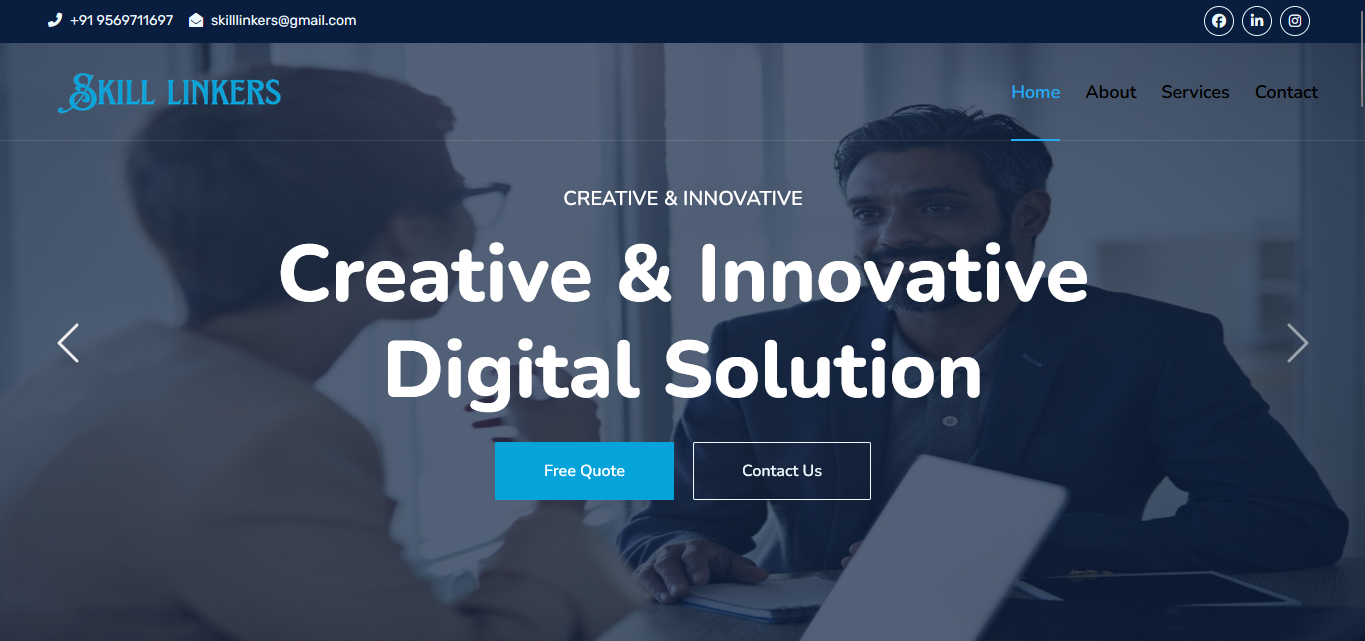 +91 9569711697 skilllinkers@gmail.com
SKILL LINKERS
Home About Services Contact
CREATIVE & INNOVATIVE
Creative & Innovative
Digital Solution
Free Quote Contact Us